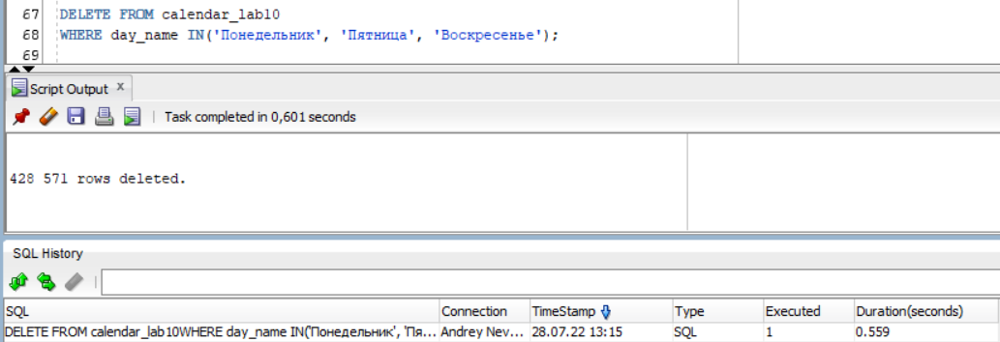 67 DELETE FROM calendar_lab10
68 WHERE day_name IN('Понедельник', 'Пятница', 'Воскресенье');
69
Script Output x
Task completed in 0,601 seconds
428 571 rows deleted.
SQL History
SQL Connection TimeStamp Type Executed Duration(seconds)
DELETE FROM calendar_lab10WHERE day_name IN('Понедельник', 'Пя... Andrey Nev... 28.07.22 13:15 SQL 1 0.559